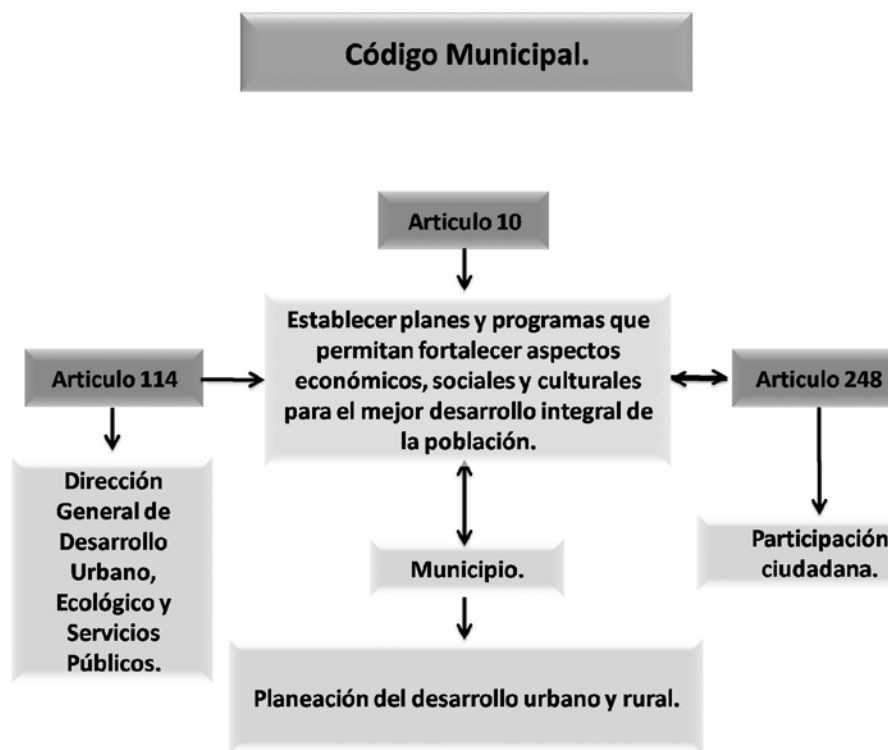 Código Municipal.
Articulo 10
Establecer planes y programas que
permitan fortalecer aspectos
económicos, sociales y culturales
para el mejor desarrollo integral de
la población.
Articulo 114
Articulo 248
Dirección
General de
Desarrollo
Urbano,
Ecológico y
Servicios
Públicos.
Municipio.
Participación
ciudadana.
Planeación del desarrollo urbano y rural.